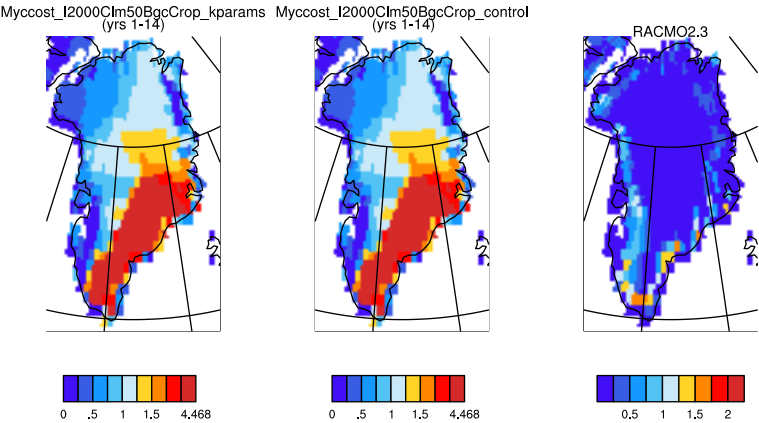 Myccost_I2000Clm50BgcCrop_kparams
(yrs 1-14)
Myccost_I2000Clm50BgcCrop_control
(yrs 1-14)
RACMO2.3
0 .5 1 1.5 4.468
0 .5 1 1.5 4.468
0.5 1 1.5 2